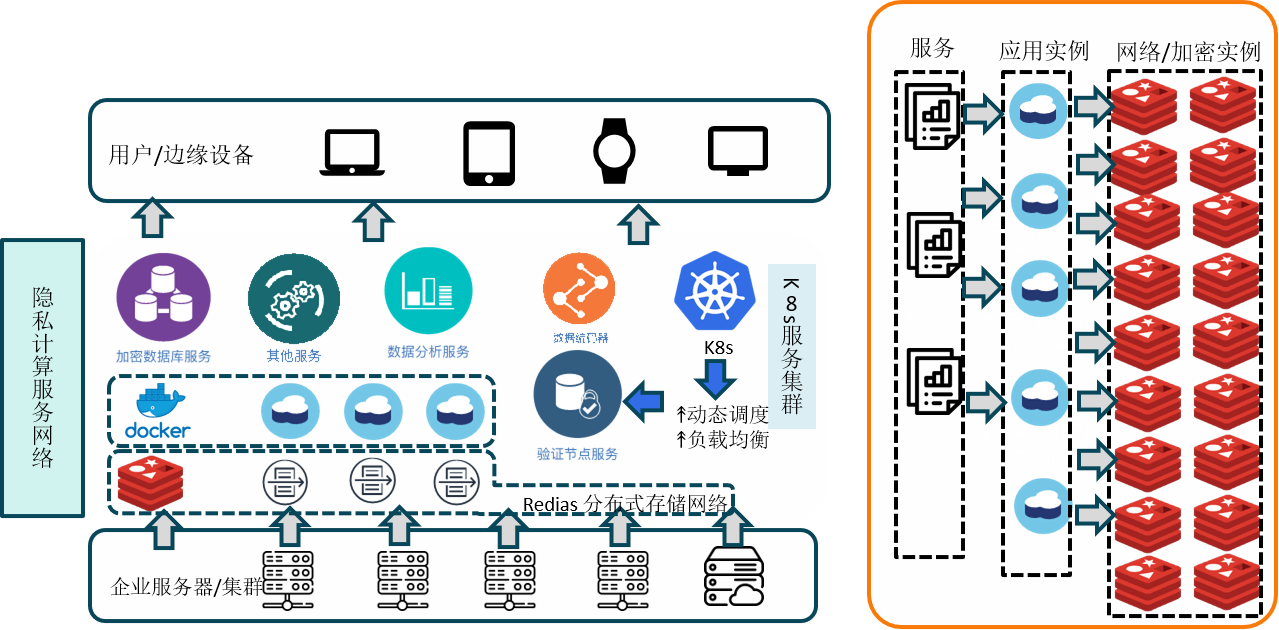 服务
应用实例
网络/加密实例
用户/边缘设备
隐私计算服务网络
加密数据库服务
其他服务
数据分析服务
数据编码器
K8s
K8s服务集群
docker
验证节点服务
动态调度
负载均衡
Redias 分布式存储网络
企业服务器/集群